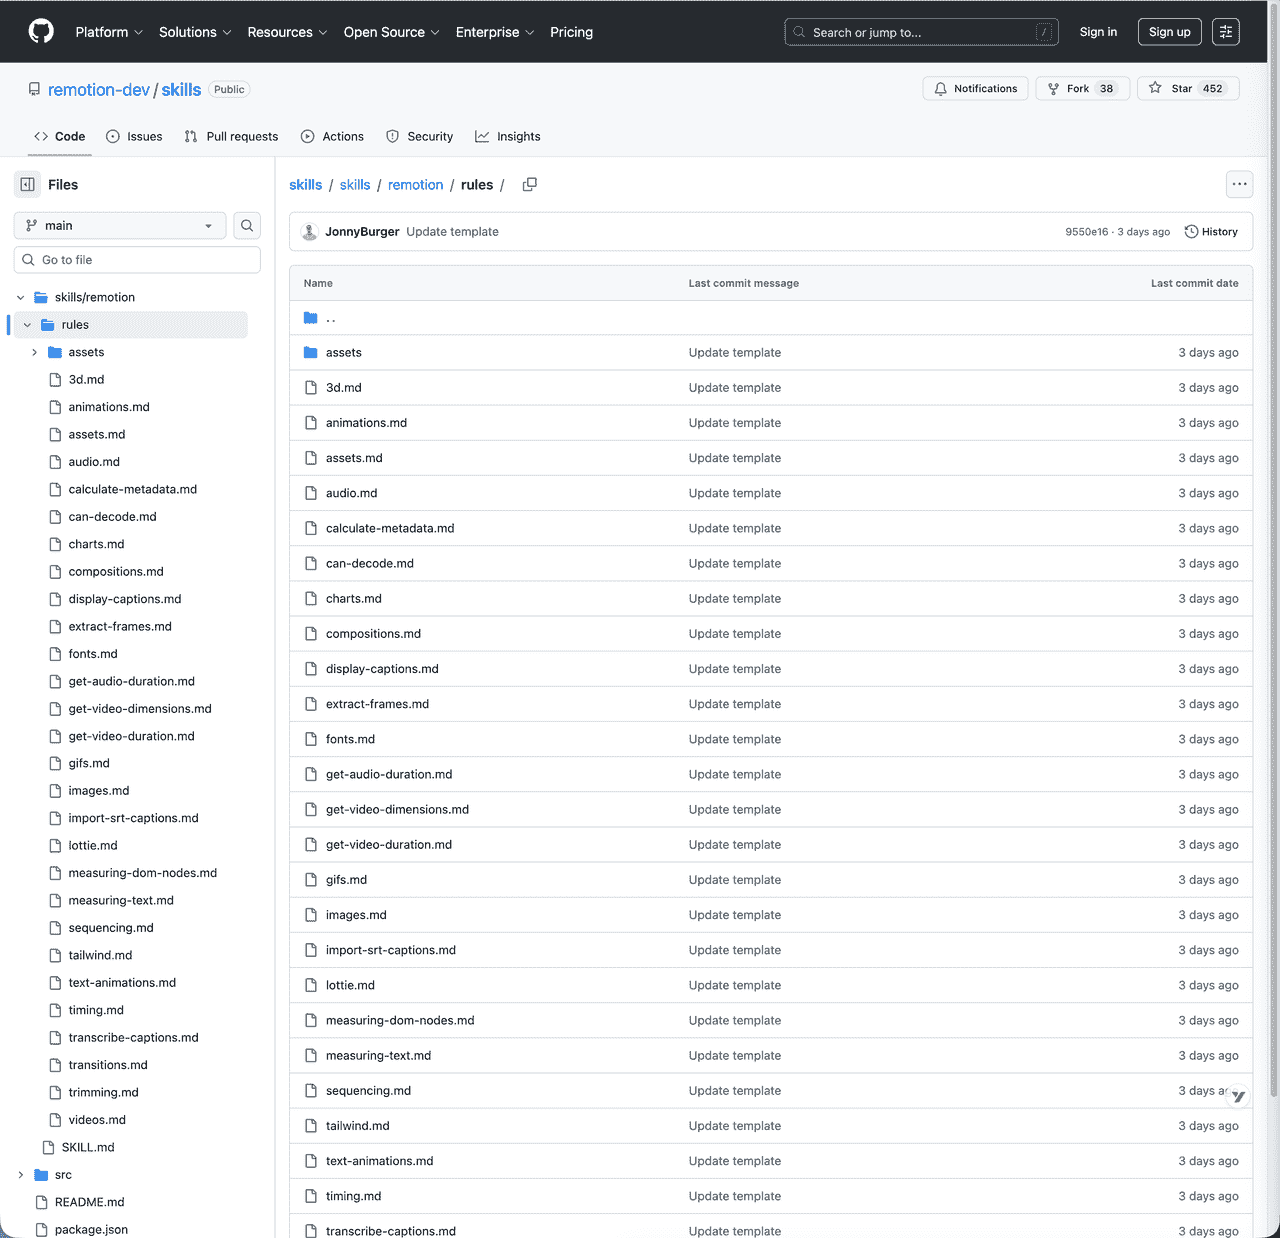 Platform Solutions Resources Open Source Enterprise Pricing Search or jump to... / Sign in Sign up
remotion-dev / skills Public Notifications Fork 38 Star 452
Code Issues Pull requests Actions Security Insights
Files
main
Go to file
skills/remotion
rules
assets
3d.md
animations.md
assets.md
audio.md
calculate-metadata.md
can-decode.md
charts.md
compositions.md
display-captions.md
extract-frames.md
fonts.md
get-audio-duration.md
get-video-dimensions.md
get-video-duration.md
gifs.md
images.md
import-srt-captions.md
lottie.md
measuring-dom-nodes.md
measuring-text.md
sequencing.md
tailwind.md
text-animations.md
timing.md
transcribe-captions.md
transitions.md
trimming.md
videos.md
SKILL.md
src
README.md
package.json
skills / skills / remotion / rules /
JonnyBurger Update template 9550e16 · 3 days ago History
Name Last commit message Last commit date
..
assets Update template 3 days ago
3d.md Update template 3 days ago
animations.md Update template 3 days ago
assets.md Update template 3 days ago
audio.md Update template 3 days ago
calculate-metadata.md Update template 3 days ago
can-decode.md Update template 3 days ago
charts.md Update template 3 days ago
compositions.md Update template 3 days ago
display-captions.md Update template 3 days ago
extract-frames.md Update template 3 days ago
fonts.md Update template 3 days ago
get-audio-duration.md Update template 3 days ago
get-video-dimensions.md Update template 3 days ago
get-video-duration.md Update template 3 days ago
gifs.md Update template 3 days ago
images.md Update template 3 days ago
import-srt-captions.md Update template 3 days ago
lottie.md Update template 3 days ago
measuring-dom-nodes.md Update template 3 days ago
measuring-text.md Update template 3 days ago
sequencing.md Update template 3 days ago
tailwind.md Update template 3 days ago
text-animations.md Update template 3 days ago
timing.md Update template 3 days ago
transcribe-captions.md Update template 3 days ago